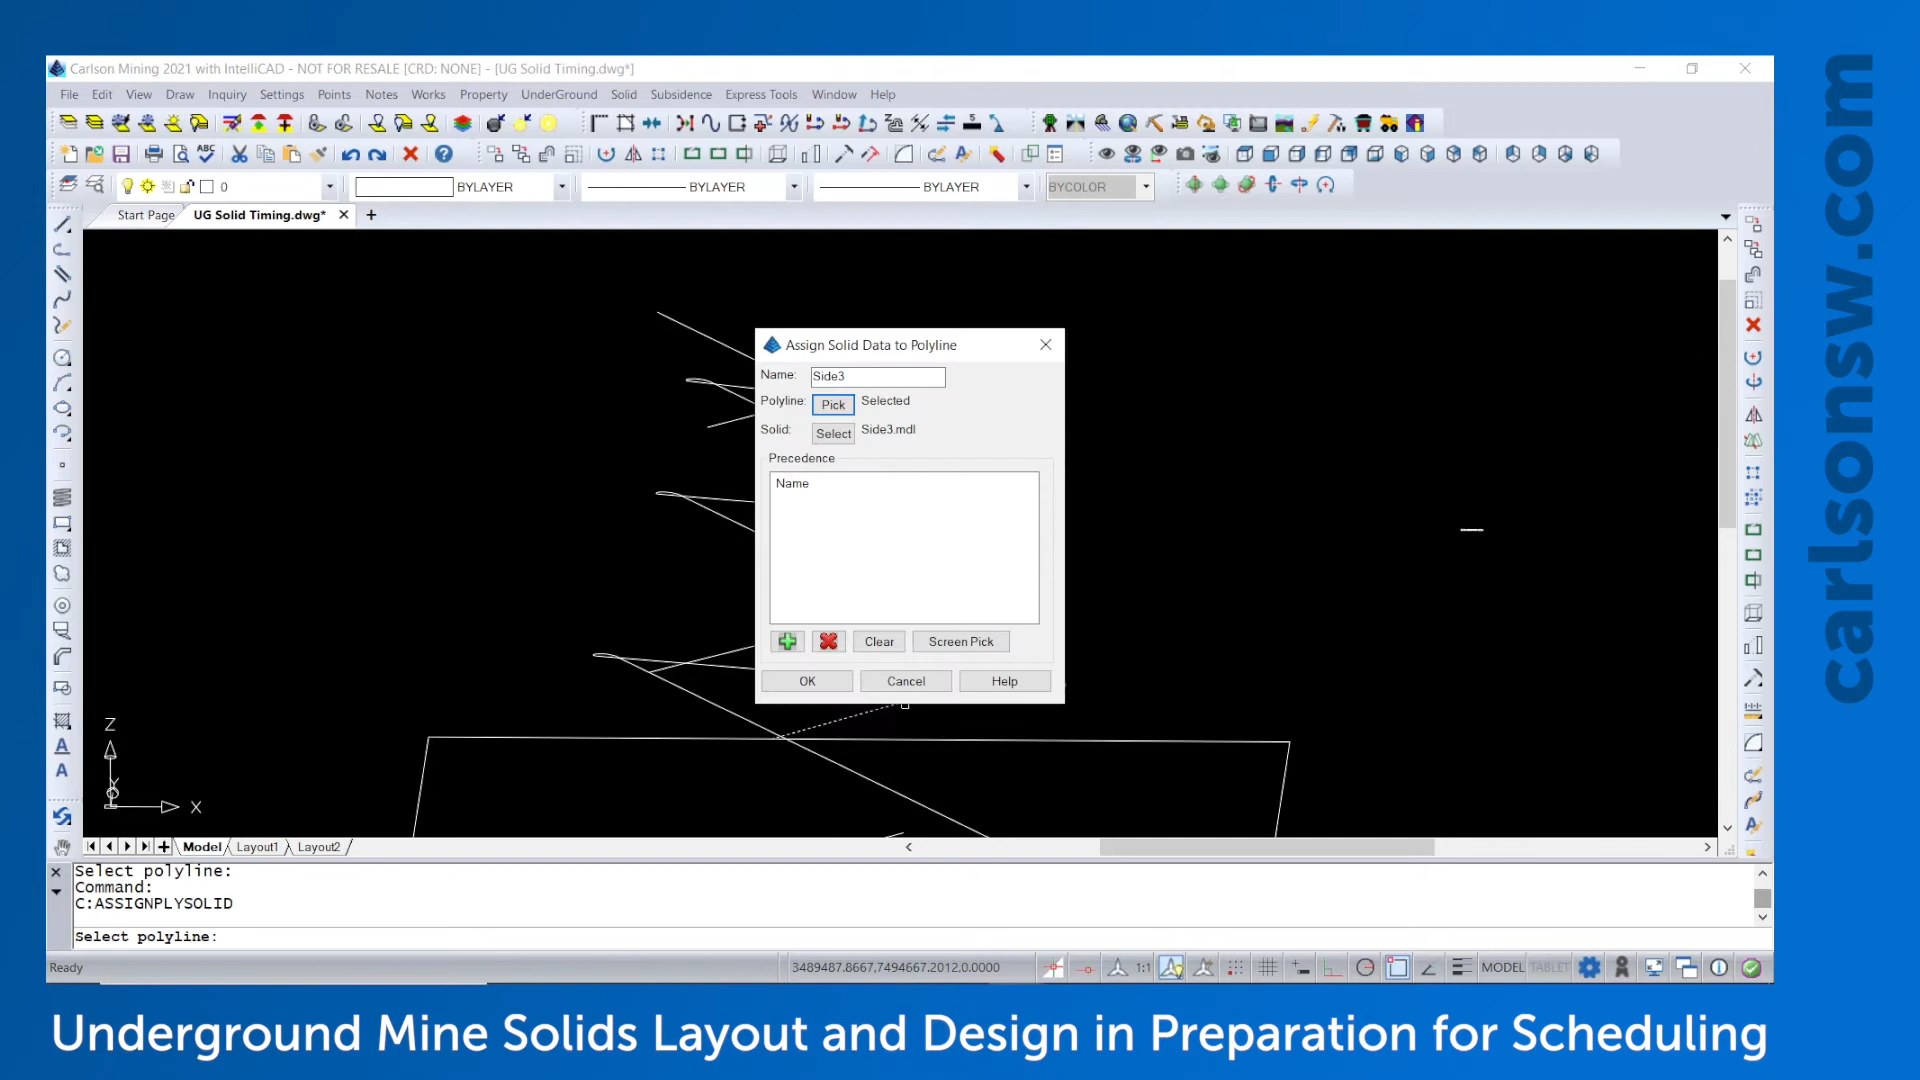 Carlson Mining 2021 with IntelliCAD - NOT FOR RESALE [CRD: NONE] - [UG Solid Timing.dwg*]
File Edit View Draw Inquiry Settings Points Notes Works Property UnderGround Solid Subsidence Express Tools Window Help
0 BYLAYER BYLAYER BYLAYER BYCOLOR
Start Page UG Solid Timing.dwg*
Assign Solid Data to Polyline
Name: Side3
Polyline: Pick Selected
Solid: Select Side3.mdl
Precedence
Name
Clear Screen Pick
OK Cancel Help
Z
Y
X
Model Layout1 Layout2
Select polyline:
Command:
C:ASSIGNPLYSOLID
Select polyline:
Ready 3489487.8667,7494667.2012,0.0000 1:1 MODEL TABLET
carlsonsw.com
Underground Mine Solids Layout and Design in Preparation for Scheduling